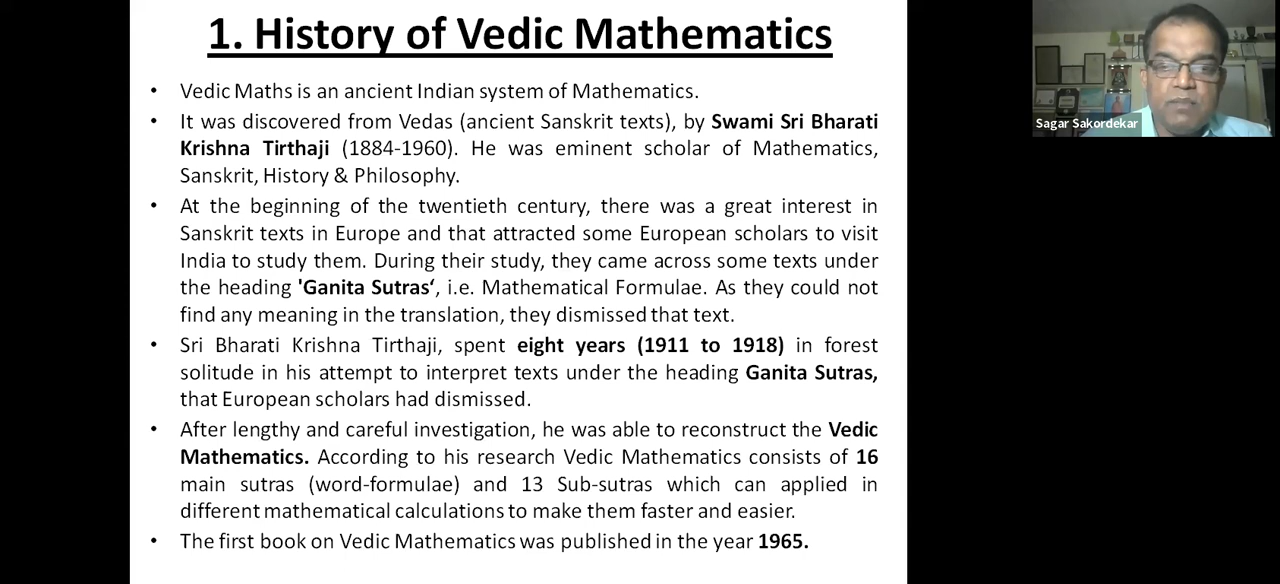 1. History of Vedic Mathematics
• Vedic Maths is an ancient Indian system of Mathematics.
• It was discovered from Vedas (ancient Sanskrit texts), by Swami Sri Bharati
Krishna Tirthaji (1884-1960). He was eminent scholar of Mathematics,
Sanskrit, History & Philosophy.
• At the beginning of the twentieth century, there was a great interest in
Sanskrit texts in Europe and that attracted some European scholars to visit
India to study them. During their study, they came across some texts under
the heading 'Ganita Sutras‘, i.e. Mathematical Formulae. As they could not
find any meaning in the translation, they dismissed that text.
• Sri Bharati Krishna Tirthaji, spent eight years (1911 to 1918) in forest
solitude in his attempt to interpret texts under the heading Ganita Sutras,
that European scholars had dismissed.
• After lengthy and careful investigation, he was able to reconstruct the Vedic
Mathematics. According to his research Vedic Mathematics consists of 16
main sutras (word-formulae) and 13 Sub-sutras which can applied in
different mathematical calculations to make them faster and easier.
• The first book on Vedic Mathematics was published in the year 1965.
Sagar Sakordekar